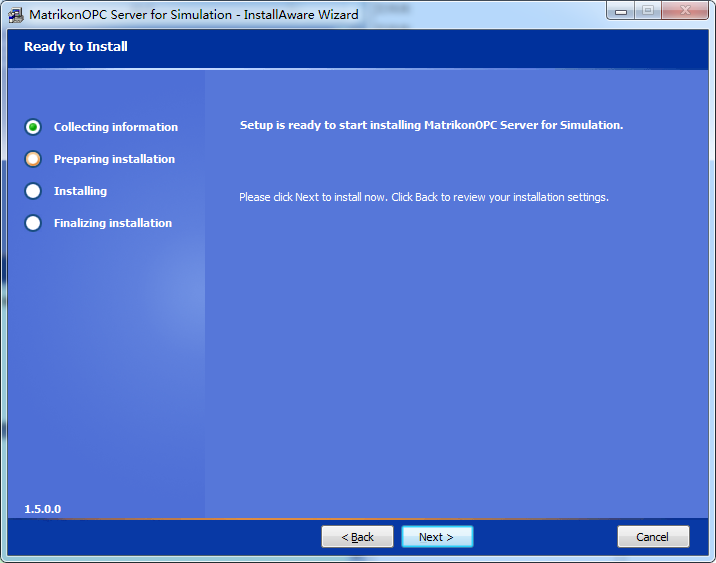 MatrikonOPC Server for Simulation - InstallAware Wizard
Ready to Install
Collecting information
Preparing installation
Installing
Finalizing installation
Setup is ready to start installing MatrikonOPC Server for Simulation.
Please click Next to install now. Click Back to review your installation settings.
1.5.0.0
< Back
Next >
Cancel